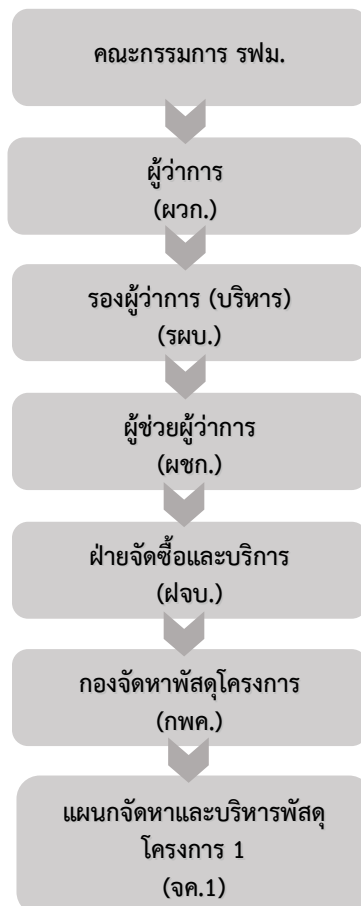 คณะกรรมการ รฟม.
ผู้ว่าการ
(ผวก.)
รองผู้ว่าการ (บริหาร)
(รผบ.)
ผู้ช่วยผู้ว่าการ
(ผชก.)
ฝ่ายจัดซื้อและบริการ
(ฝจบ.)
กองจัดหาพัสดุโครงการ
(กพค.)
แผนกจัดหาและบริหารพัสดุ
โครงการ 1
(จค.1)